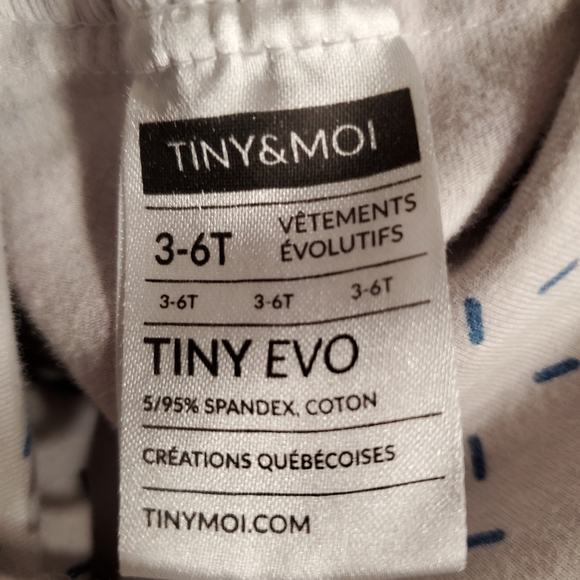 TINY&MOI
3-6T
VÊTEMENTS
ÉVOLUTIFS
3-6T 3-6T 3-6T
TINY EVO
5/95% SPANDEX, COTON
CRÉATIONS QUÉBÉCOISES
TINYMOI.COM